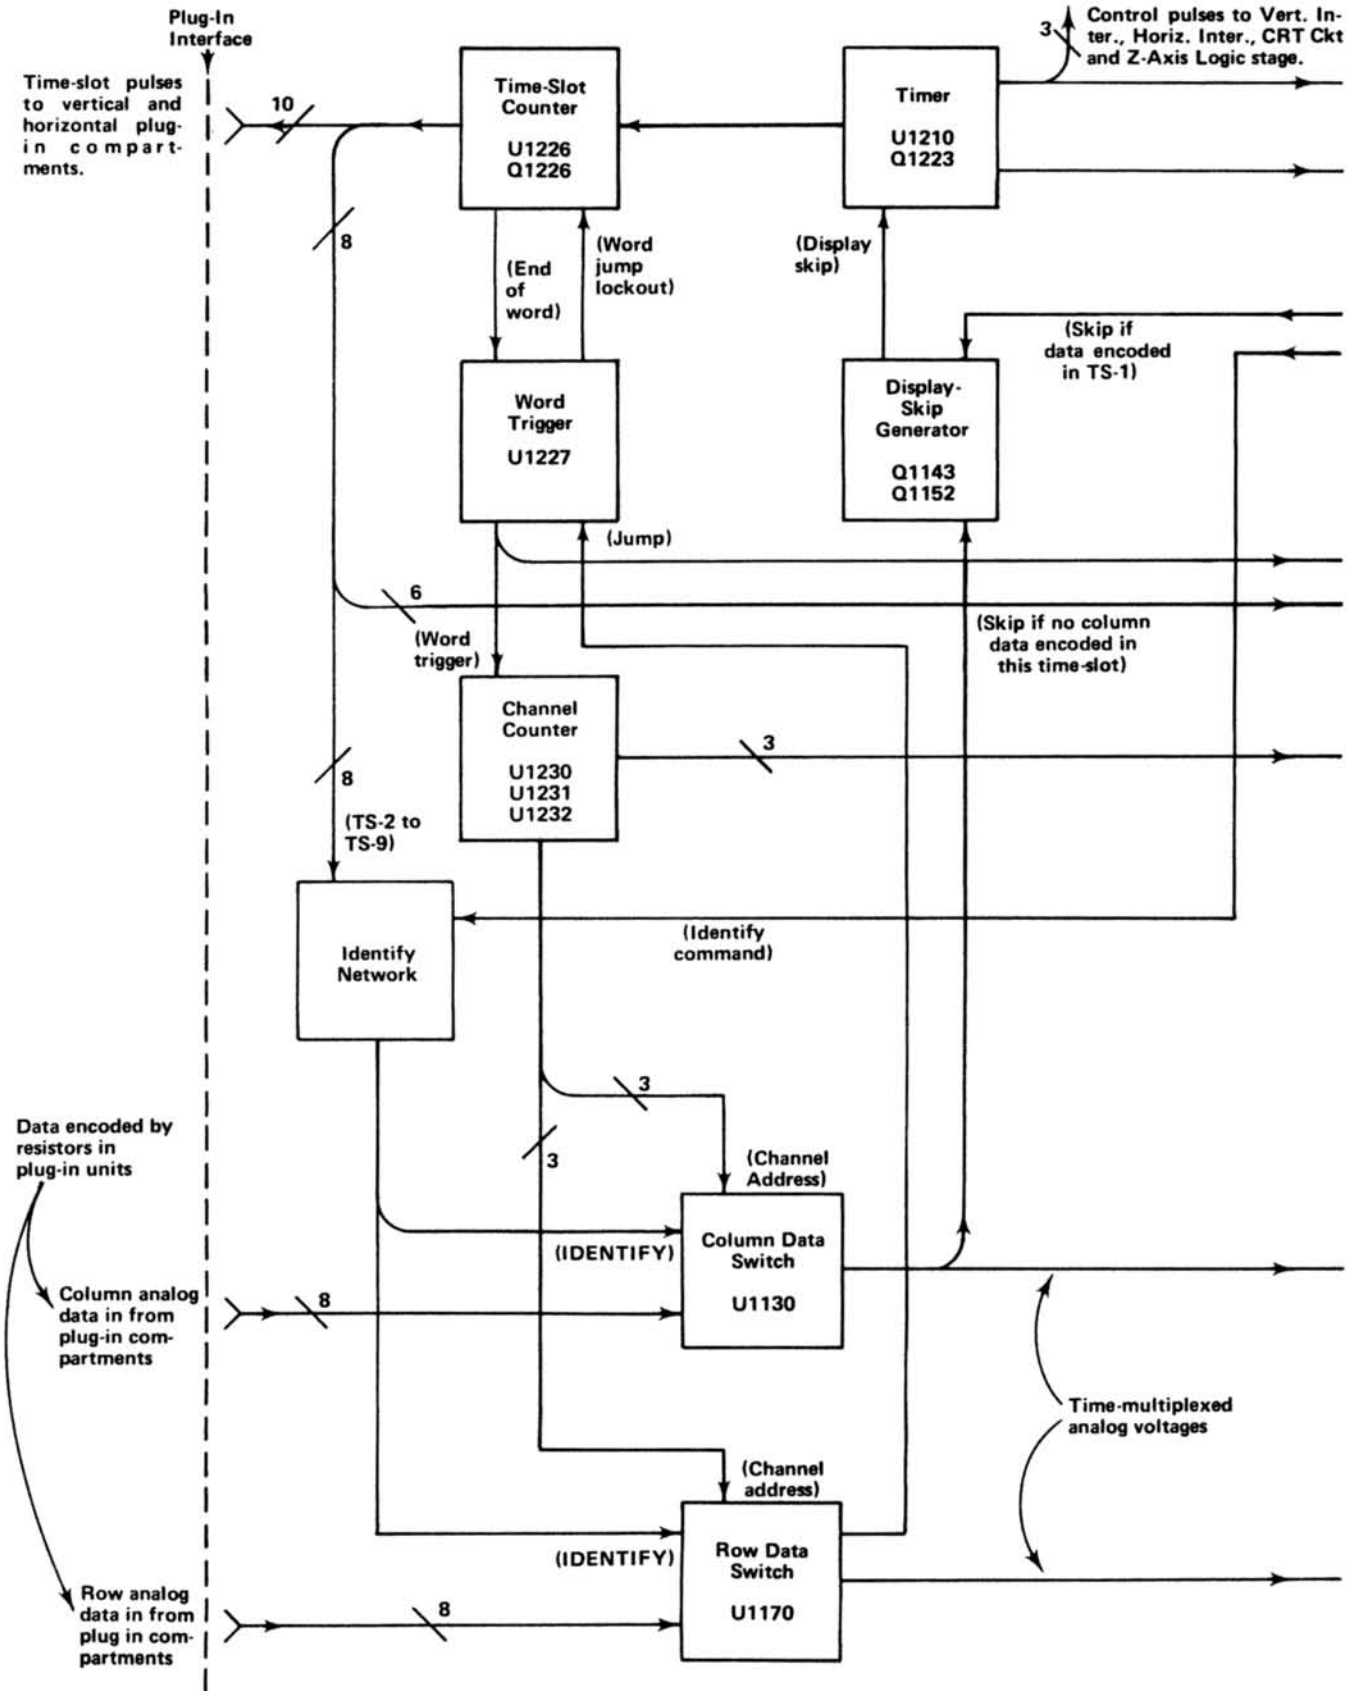 Plug-In
Interface
Time-slot pulses
to vertical and
horizontal plug-
in compart-
ments.
10
Time-Slot
Counter
U1226
Q1226
Timer
U1210
Q1223
3
Control pulses to Vert. In-
ter., Horiz. Inter., CRT Ckt
and Z-Axis Logic stage.
8
(End
of
word)
(Word
jump
lockout)
(Display
skip)
(Skip if
data encoded
in TS-1)
Word
Trigger
U1227
Display-
Skip
Generator
Q1143
Q1152
(Jump)
6
(Word
trigger)
(Skip if no column
data encoded in
this time-slot)
Channel
Counter
U1230
U1231
U1232
3
8
(TS-2 to
TS-9)
Identify
Network
(Identify
command)
3
3
Data encoded by
resistors in
plug-in units
(Channel
Address)
(IDENTIFY)
Column Data
Switch
U1130
Column analog
data in from
plug-in com-
partments
8
Time-multiplexed
analog voltages
(Channel
address)
(IDENTIFY)
Row Data
Switch
U1170
Row analog
data in from
plug in com-
partments
8